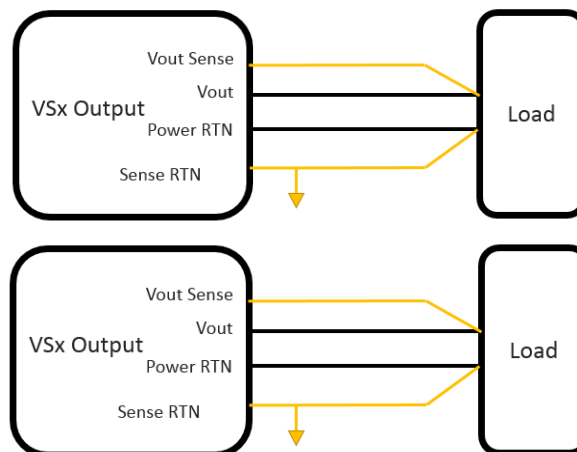 Vout Sense
Vout
VSx Output
Power RTN
Load
Sense RTN
Vout Sense
Vout
VSx Output
Power RTN
Load
Sense RTN